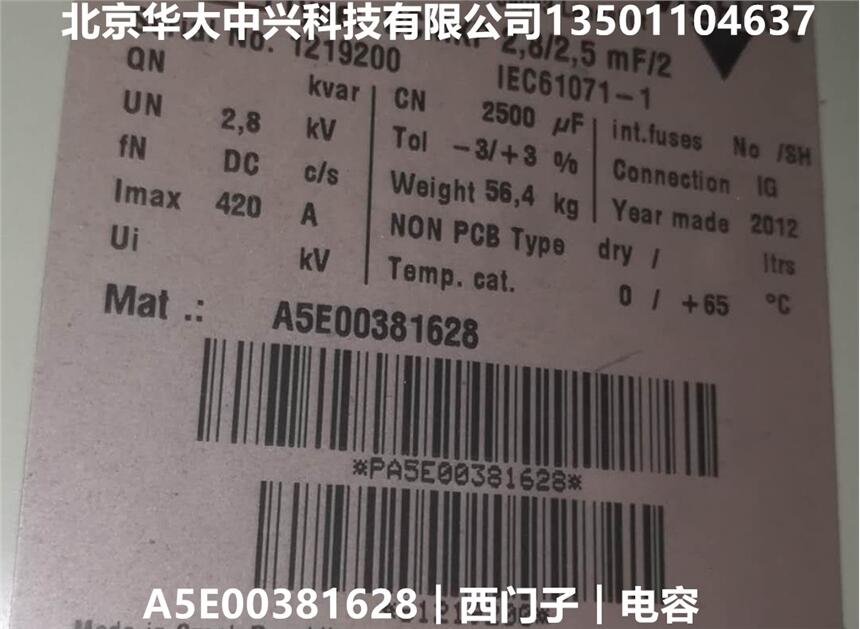 北京华大中兴科技有限公司13501104637
No. 1219200 2,8/2,5 mF/2
IEC61071-1
QN kvar
UN 2,8 kV
fN DC c/s
Imax 420 A
Ui kV
CN 2500 µF
Tol -3/+3 %
Weight 56,4 kg
NON PCB Type dry / ltrs
Temp. cat. 0 / +65 °C
int.fuses No /SH
Connection IG
Year made 2012
Mat .: A5E00381628
*PA5E00381628*
A5E00381628｜西门子｜电容